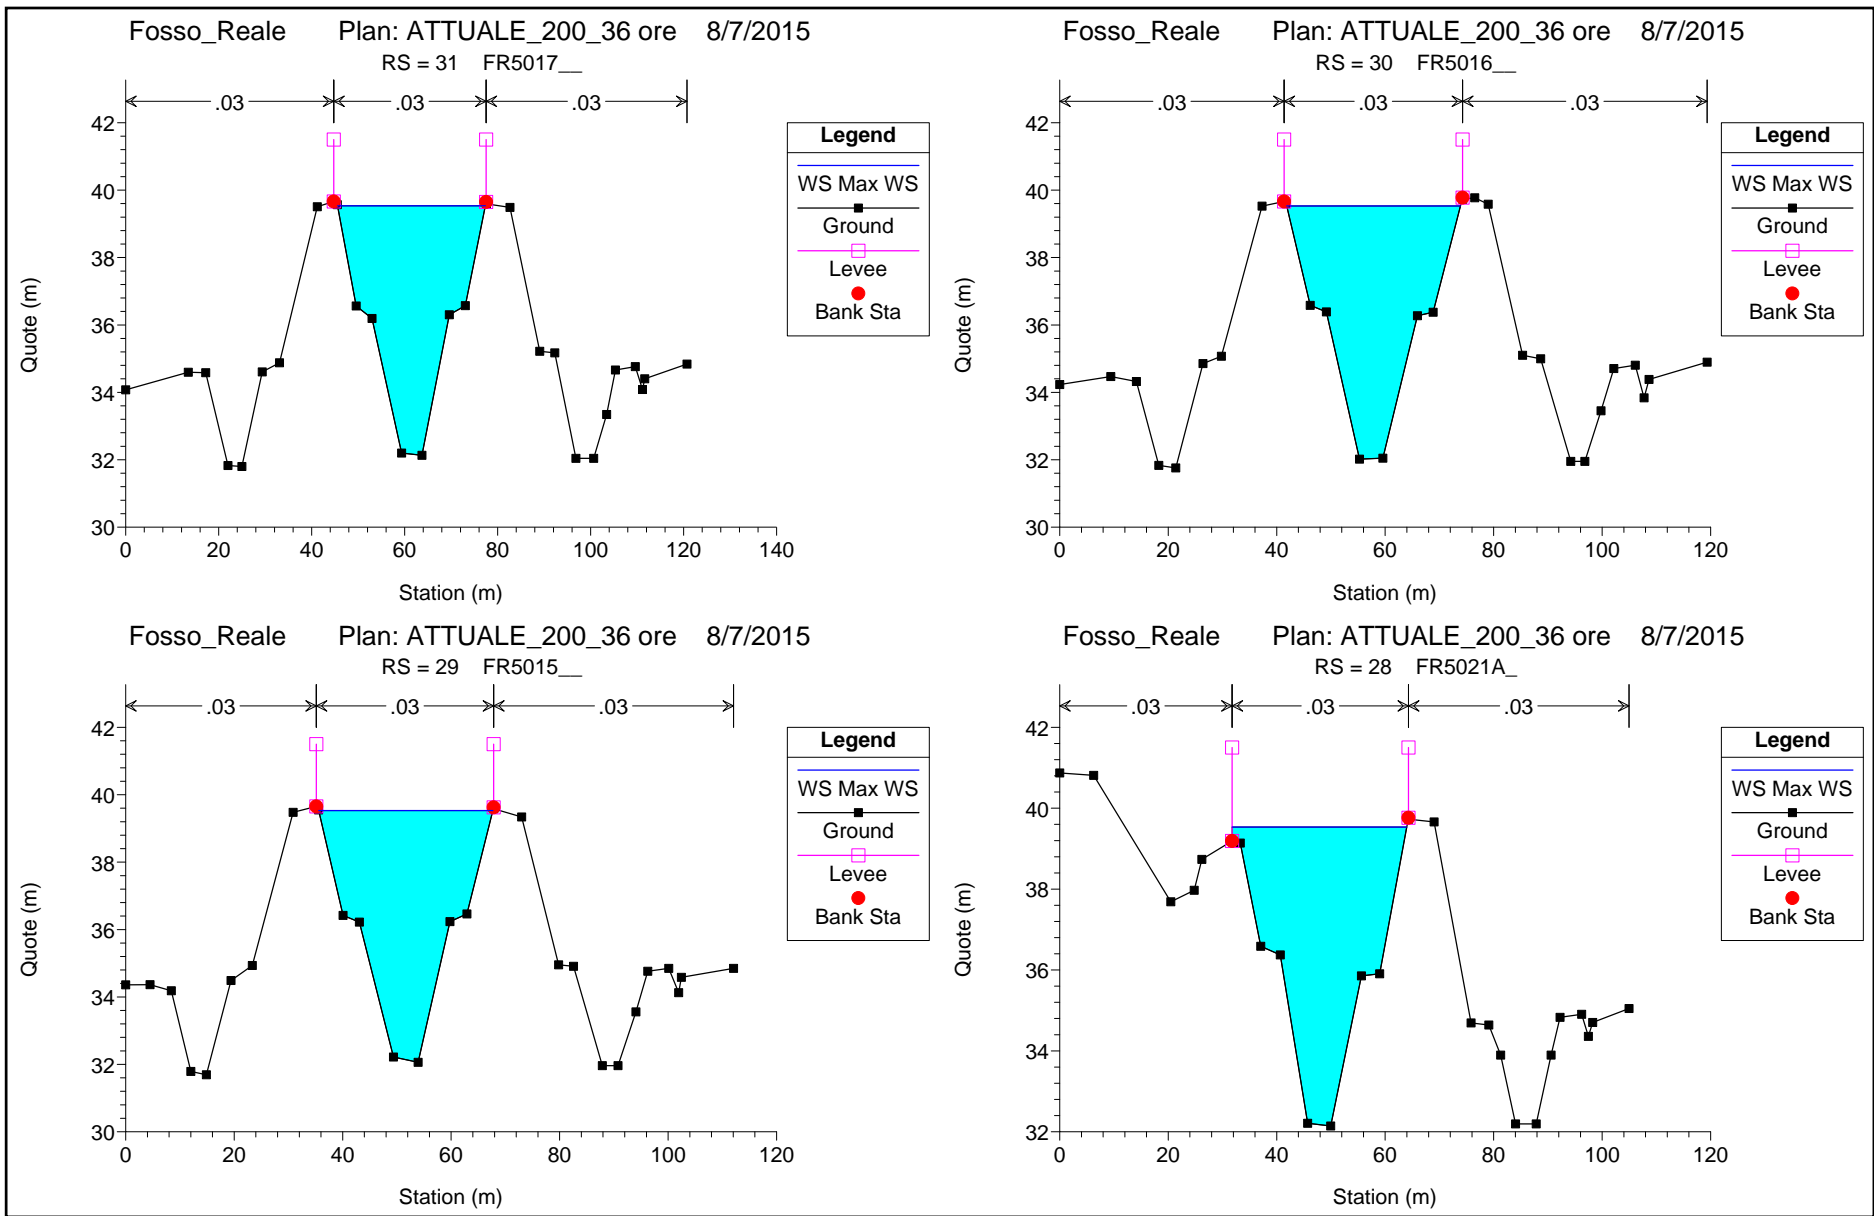 Fosso_Reale Plan: ATTUALE_200_36 ore 8/7/2015
RS = 31 FR5017__
.03 .03 .03
42
40
38
36
34
32
30
Quote (m)
0 20 40 60 80 100 120 140
Station (m)
Legend
WS Max WS
Ground
Levee
Bank Sta
Fosso_Reale Plan: ATTUALE_200_36 ore 8/7/2015
RS = 30 FR5016__
.03 .03 .03
42
40
38
36
34
32
30
Quote (m)
0 20 40 60 80 100 120
Station (m)
Legend
WS Max WS
Ground
Levee
Bank Sta
Fosso_Reale Plan: ATTUALE_200_36 ore 8/7/2015
RS = 29 FR5015__
.03 .03 .03
42
40
38
36
34
32
30
Quote (m)
0 20 40 60 80 100 120
Station (m)
Legend
WS Max WS
Ground
Levee
Bank Sta
Fosso_Reale Plan: ATTUALE_200_36 ore 8/7/2015
RS = 28 FR5021A_
.03 .03 .03
42
40
38
36
34
32
Quote (m)
0 20 40 60 80 100 120
Station (m)
Legend
WS Max WS
Ground
Levee
Bank Sta